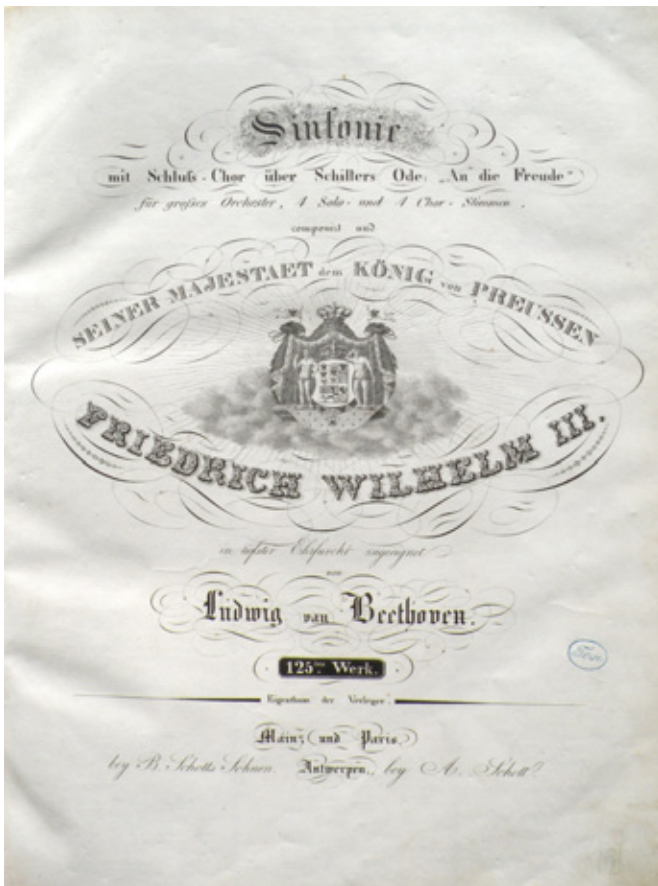 Sinfonie
mit Schluſs-Chor über Schillers Ode: „An die Freude“
für großes Orchester, 4 Solo- und 4 Chor-Stimmen,
componirt und
SEINER MAJESTAET dem KÖNIG von PREUSSEN
FRIEDRICH WILHELM III.
in tiefster Ehrfurcht zugeeignet
von
Ludwig van Beethoven.
125tes Werk.
Eigenthum der Verleger.
Mainz und Paris,
bey B. Schotts Söhnen. Antwerpen, bey A. Schott.